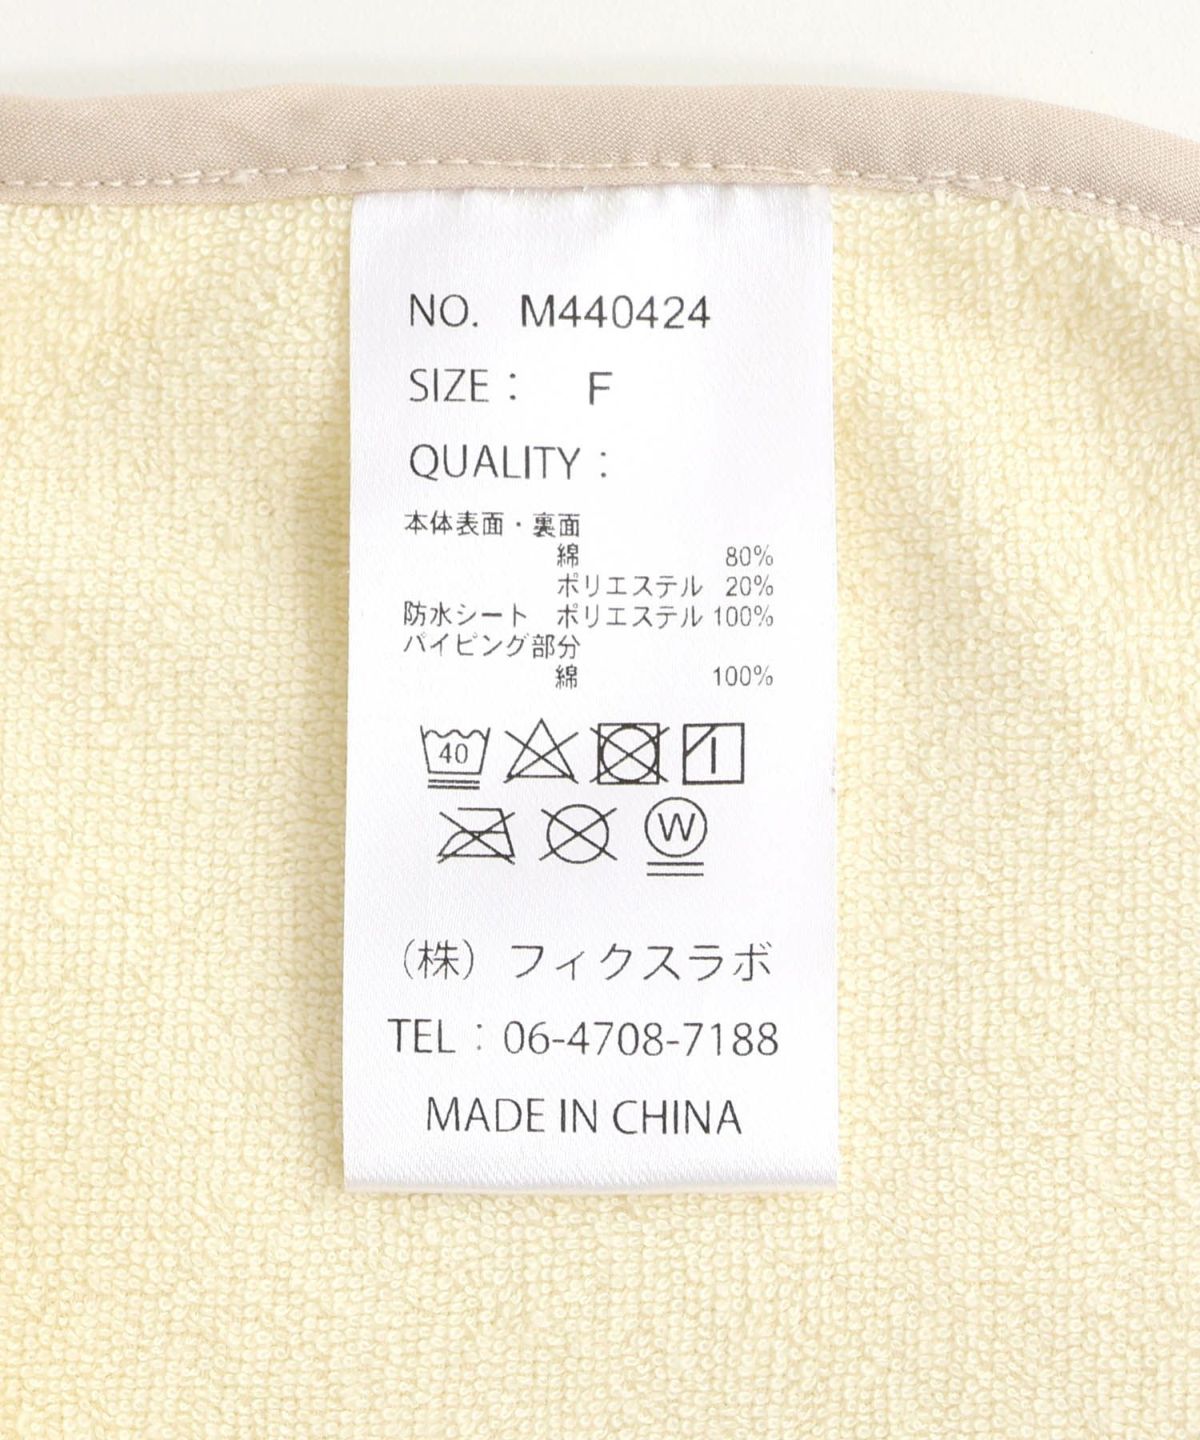 NO. M440424
SIZE： F
QUALITY：
本体表面・裏面
綿 80%
ポリエステル 20%
防水シート ポリエステル 100%
パイピング部分
綿 100%
40
W
（株）フィクスラボ
TEL：06-4708-7188
MADE IN CHINA